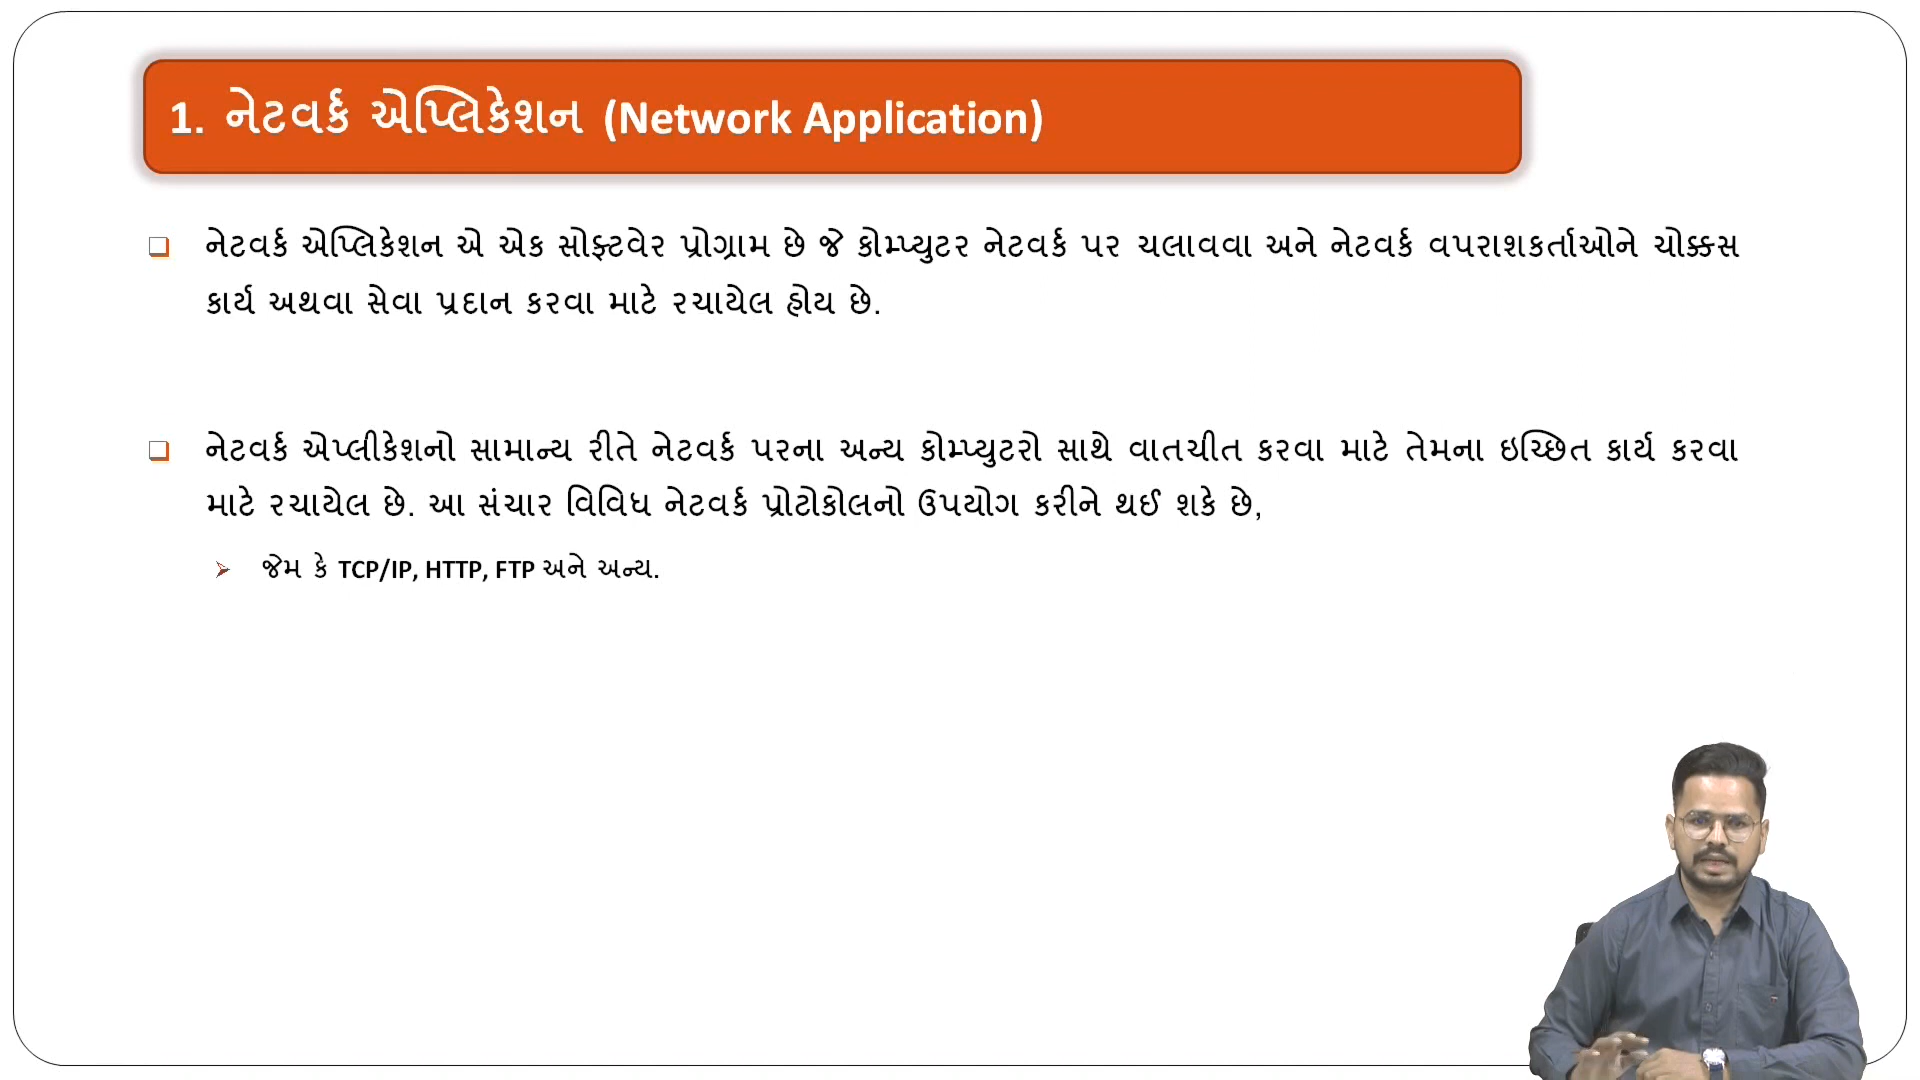 1. નેટવર્ક એપ્લિકેશન (Network Application)
નેટવર્ક એપ્લિકેશન એ એક સોફ્ટવેર પ્રોગ્રામ છે જે કોમ્પ્યુટર નેટવર્ક પર ચલાવવા અને નેટવર્ક વપરાશકર્તાઓને ચોક્કસ
કાર્ય અથવા સેવા પ્રદાન કરવા માટે રચાયેલ હોય છે.
નેટવર્ક એપ્લીકેશનો સામાન્ય રીતે નેટવર્ક પરના અન્ય કોમ્પ્યુટરો સાથે વાતચીત કરવા માટે તેમના ઇચ્છિત કાર્ય કરવા
માટે રચાયેલ છે. આ સંચાર વિવિધ નેટવર્ક પ્રોટોકોલનો ઉપયોગ કરીને થઈ શકે છે,
જેમ કે TCP/IP, HTTP, FTP અને અન્ય.